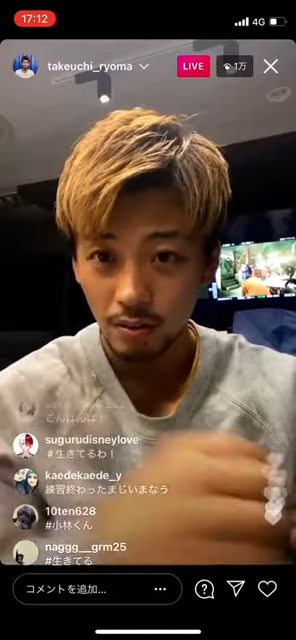 17:12
4G
takeuchi_ryoma
LIVE
1万
こんばんは！
sugurudisneylove
#生きてるわ！
kaedekaede_y
練習終わったまじいまなう
10ten628
#小林くん
naggg__grm25
#生きてる
コメントを追加...